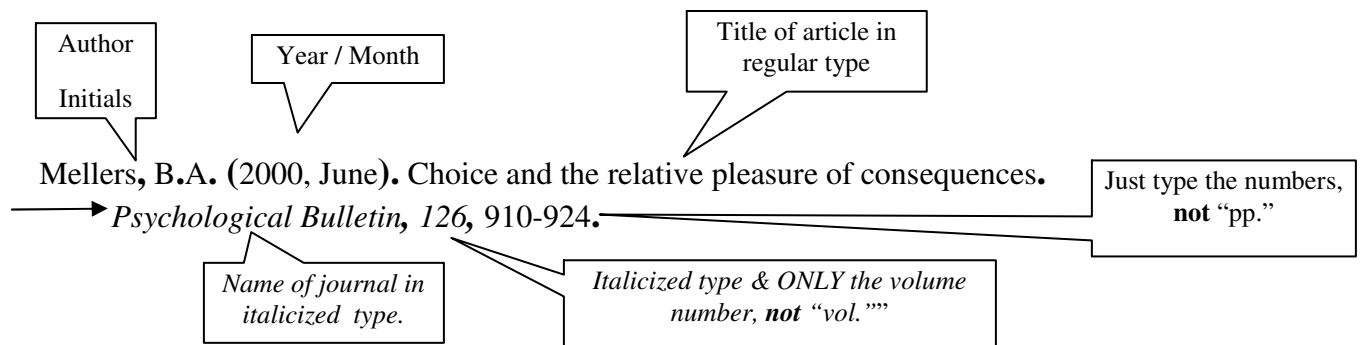 Author
Initials
Year / Month
Title of article in
regular type
Mellers, B.A. (2000, June). Choice and the relative pleasure of consequences.
Psychological Bulletin, 126, 910-924.
Just type the numbers,
not “pp.”
Name of journal in
italicized type.
Italicized type & ONLY the volume
number, not “vol.””